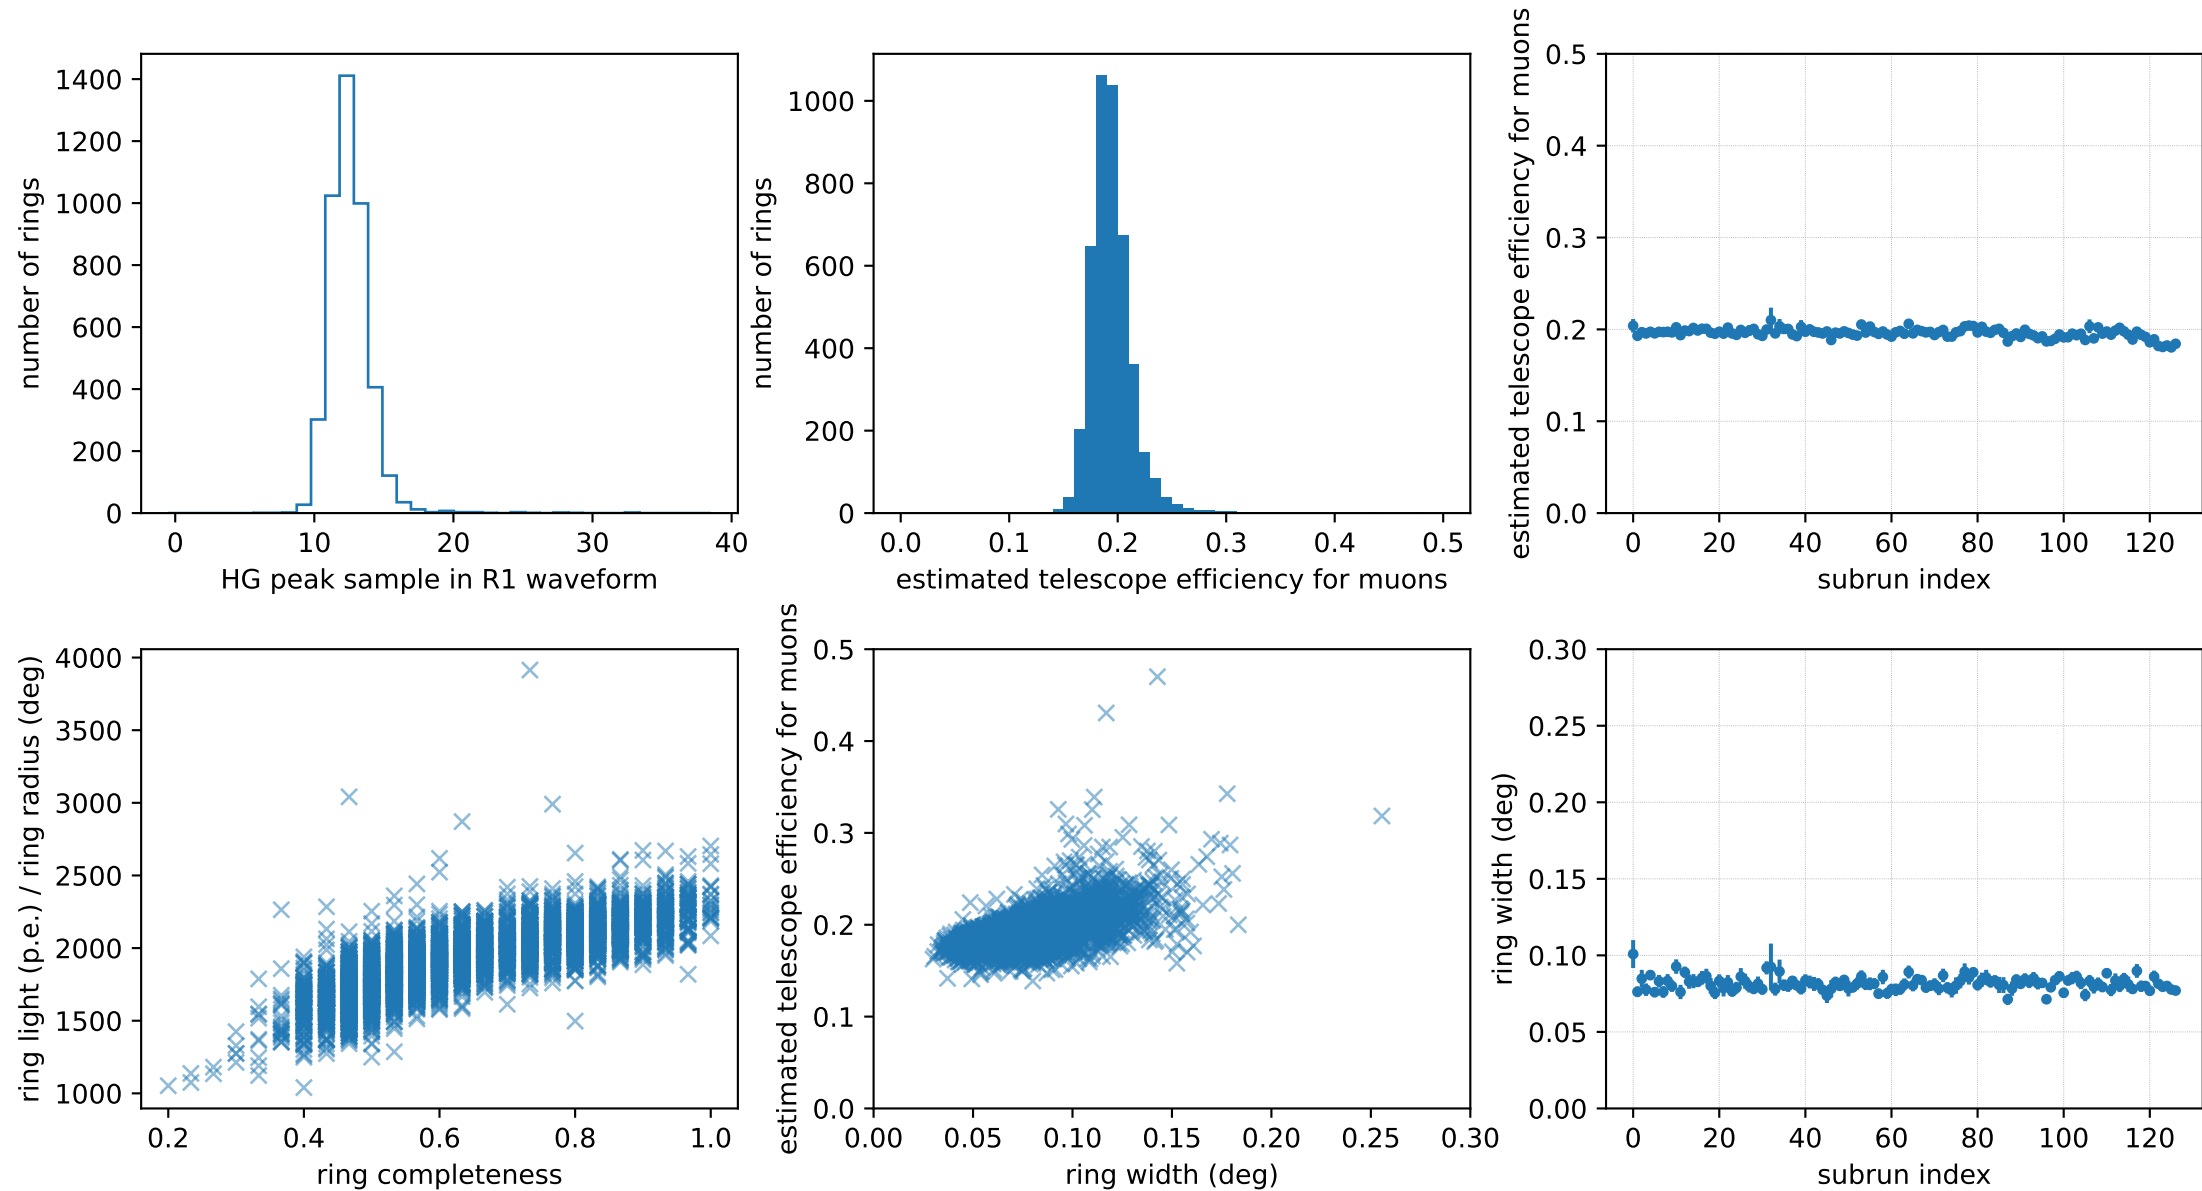 1400
1200
1000
800
600
400
200
0
number of rings
0 10 20 30 40
HG peak sample in R1 waveform
1000
800
600
400
200
0
number of rings
0.0 0.1 0.2 0.3 0.4 0.5
estimated telescope efficiency for muons
0.5
0.4
0.3
0.2
0.1
0.0
estimated telescope efficiency for muons
0 20 40 60 80 100 120
subrun index
4000
3500
3000
2500
2000
1500
1000
ring light (p.e.) / ring radius (deg)
0.2 0.4 0.6 0.8 1.0
ring completeness
0.5
0.4
0.3
0.2
0.1
0.0
estimated telescope efficiency for muons
0.00 0.05 0.10 0.15 0.20 0.25 0.30
ring width (deg)
0.30
0.25
0.20
0.15
0.10
0.05
0.00
ring width (deg)
0 20 40 60 80 100 120
subrun index